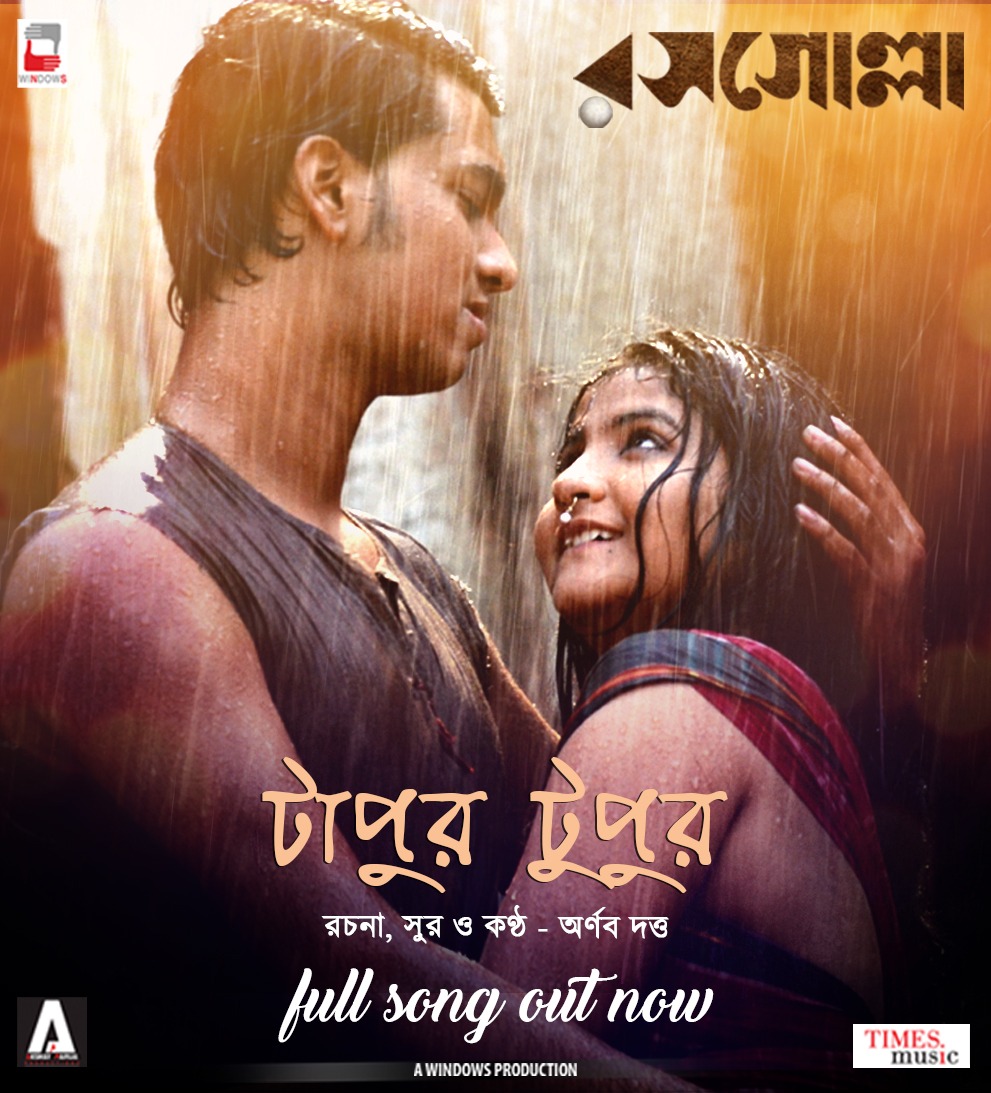 WINDOWS
রসগোল্লা
টাপুর টুপুর
রচনা, সুর ও কণ্ঠ - অর্ণব দত্ত
full song out now
A
TIMES.
music
A WINDOWS PRODUCTION